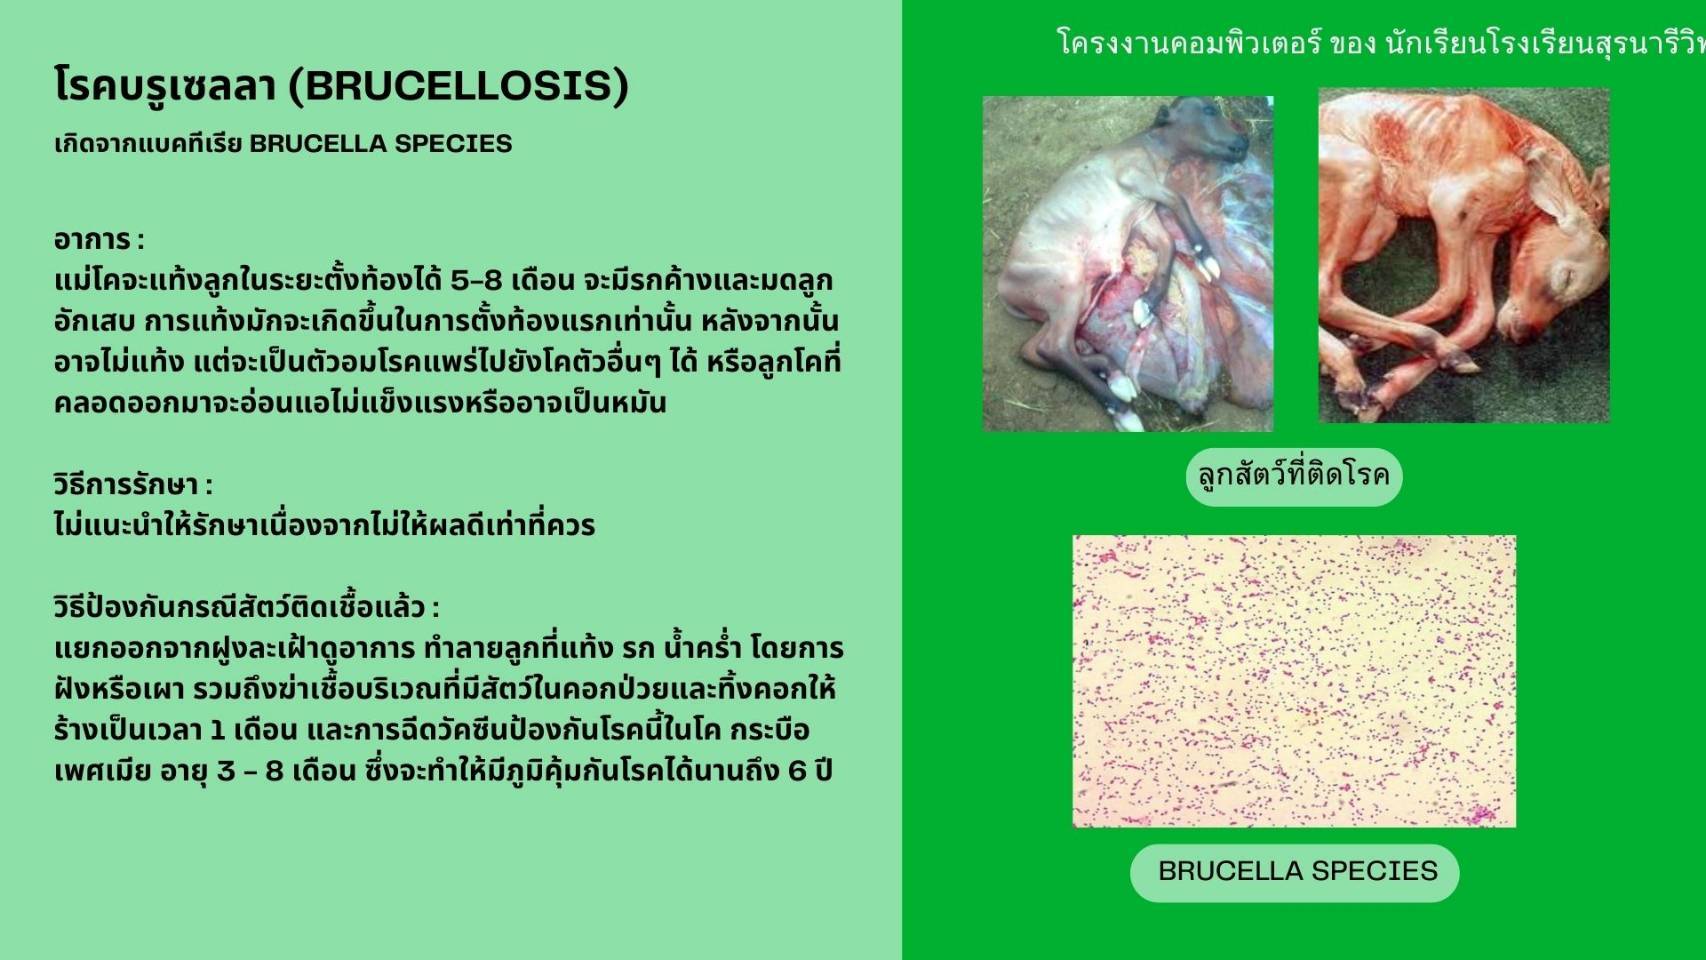 โรคบรูเซลลา (BRUCELLOSIS)
เกิดจากแบคทีเรีย BRUCELLA SPECIES
อาการ :
แม่โคจะแท้งลูกในระยะตั้งท้องได้ 5–8 เดือน จะมีรกค้างและมดลูก
อักเสบ การแท้งมักจะเกิดขึ้นในการตั้งท้องแรกเท่านั้น หลังจากนั้น
อาจไม่แท้ง แต่จะเป็นตัวอมโรคแพร่ไปยังโคตัวอื่นๆ ได้ หรือลูกโคที่
คลอดออกมาจะอ่อนแอไม่แข็งแรงหรืออาจเป็นหมัน
วิธีการรักษา :
ไม่แนะนำให้รักษาเนื่องจากไม่ให้ผลดีเท่าที่ควร
วิธีป้องกันกรณีสัตว์ติดเชื้อแล้ว :
แยกออกจากฝูงละเฝ้าดูอาการ ทำลายลูกที่แท้ง รก น้ำคร่ำ โดยการ
ฝังหรือเผา รวมถึงฆ่าเชื้อบริเวณที่มีสัตว์ในคอกป่วยและทิ้งคอกให้
ร้างเป็นเวลา 1 เดือน และการฉีดวัคซีนป้องกันโรคนี้ในโค กระบือ
เพศเมีย อายุ 3 – 8 เดือน ซึ่งจะทำให้มีภูมิคุ้มกันโรคได้นานถึง 6 ปี
โครงงานคอมพิวเตอร์ ของ นักเรียนโรงเรียนสุรนารีวิท
ลูกสัตว์ที่ติดโรค
BRUCELLA SPECIES